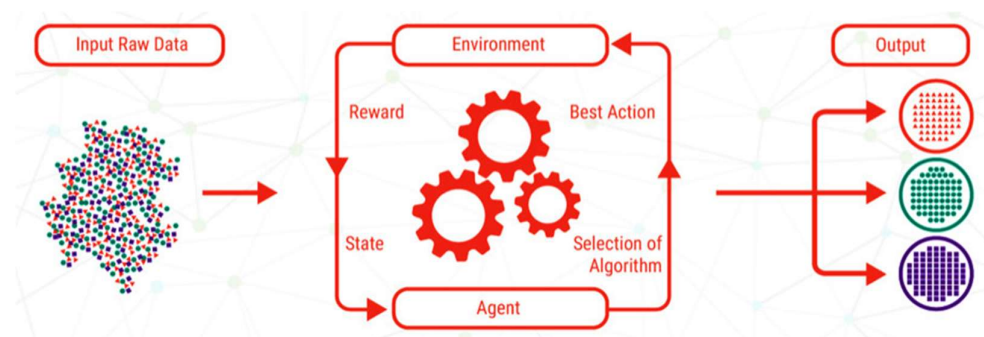 Input Raw Data
Environment
Output
Reward
Best Action
State
Selection of
Algorithm
Agent